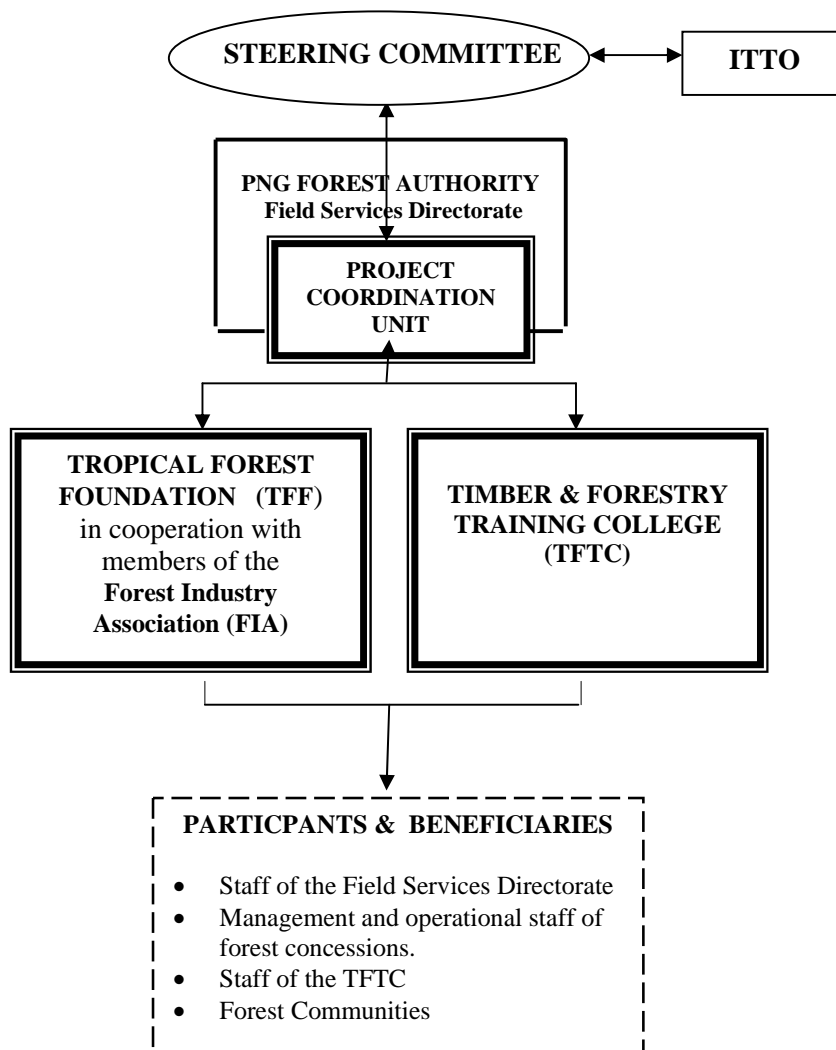 STEERING COMMITTEE
ITTO
PNG FOREST AUTHORITY
Field Services Directorate
PROJECT
COORDINATION
UNIT
TROPICAL FOREST
FOUNDATION (TFF)
in cooperation with
members of the
Forest Industry
Association (FIA)
TIMBER & FORESTRY
TRAINING COLLEGE
(TFTC)
PARTICPANTS & BENEFICIARIES
• Staff of the Field Services Directorate
• Management and operational staff of
forest concessions.
• Staff of the TFTC
• Forest Communities